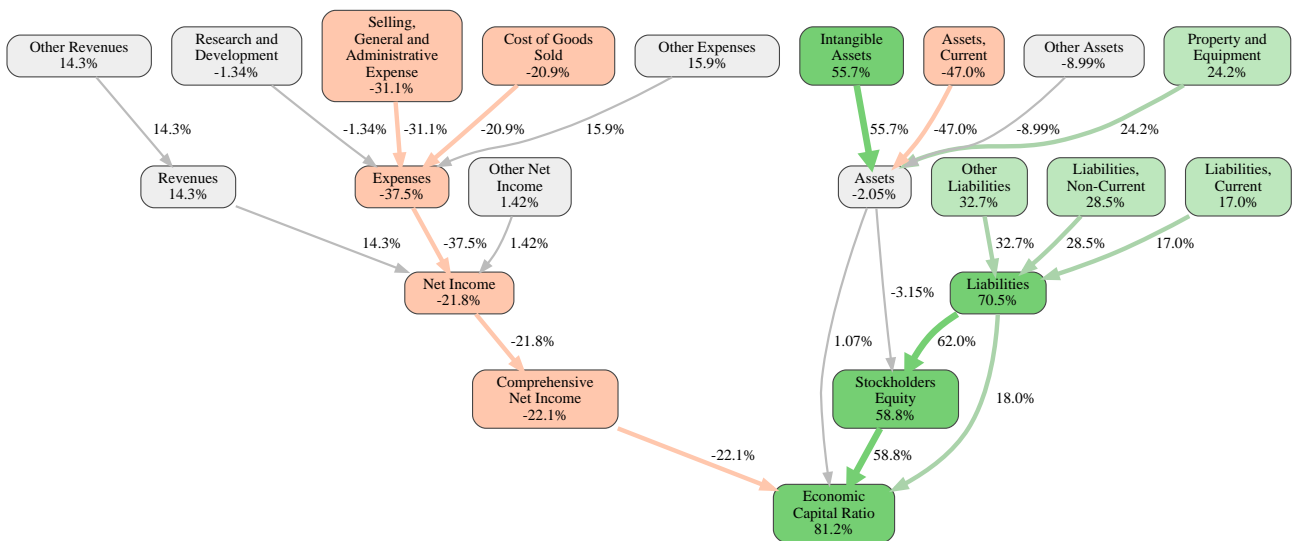 Other Revenues
14.3%
Research and
Development
-1.34%
Selling,
General and
Administrative
Expense
-31.1%
Cost of Goods
Sold
-20.9%
Other Expenses
15.9%
Intangible
Assets
55.7%
Assets,
Current
-47.0%
Other Assets
-8.99%
Property and
Equipment
24.2%
14.3%
-1.34%
-31.1%
-20.9%
15.9%
55.7%
-47.0%
-8.99%
24.2%
Revenues
14.3%
Expenses
-37.5%
Other Net
Income
1.42%
Assets
-2.05%
Other
Liabilities
32.7%
Liabilities,
Non-Current
28.5%
Liabilities,
Current
17.0%
14.3%
-37.5%
1.42%
32.7%
28.5%
17.0%
Net Income
-21.8%
Liabilities
70.5%
-3.15%
-21.8%
1.07%
62.0%
Comprehensive
Net Income
-22.1%
Stockholders
Equity
58.8%
18.0%
-22.1%
58.8%
Economic
Capital Ratio
81.2%